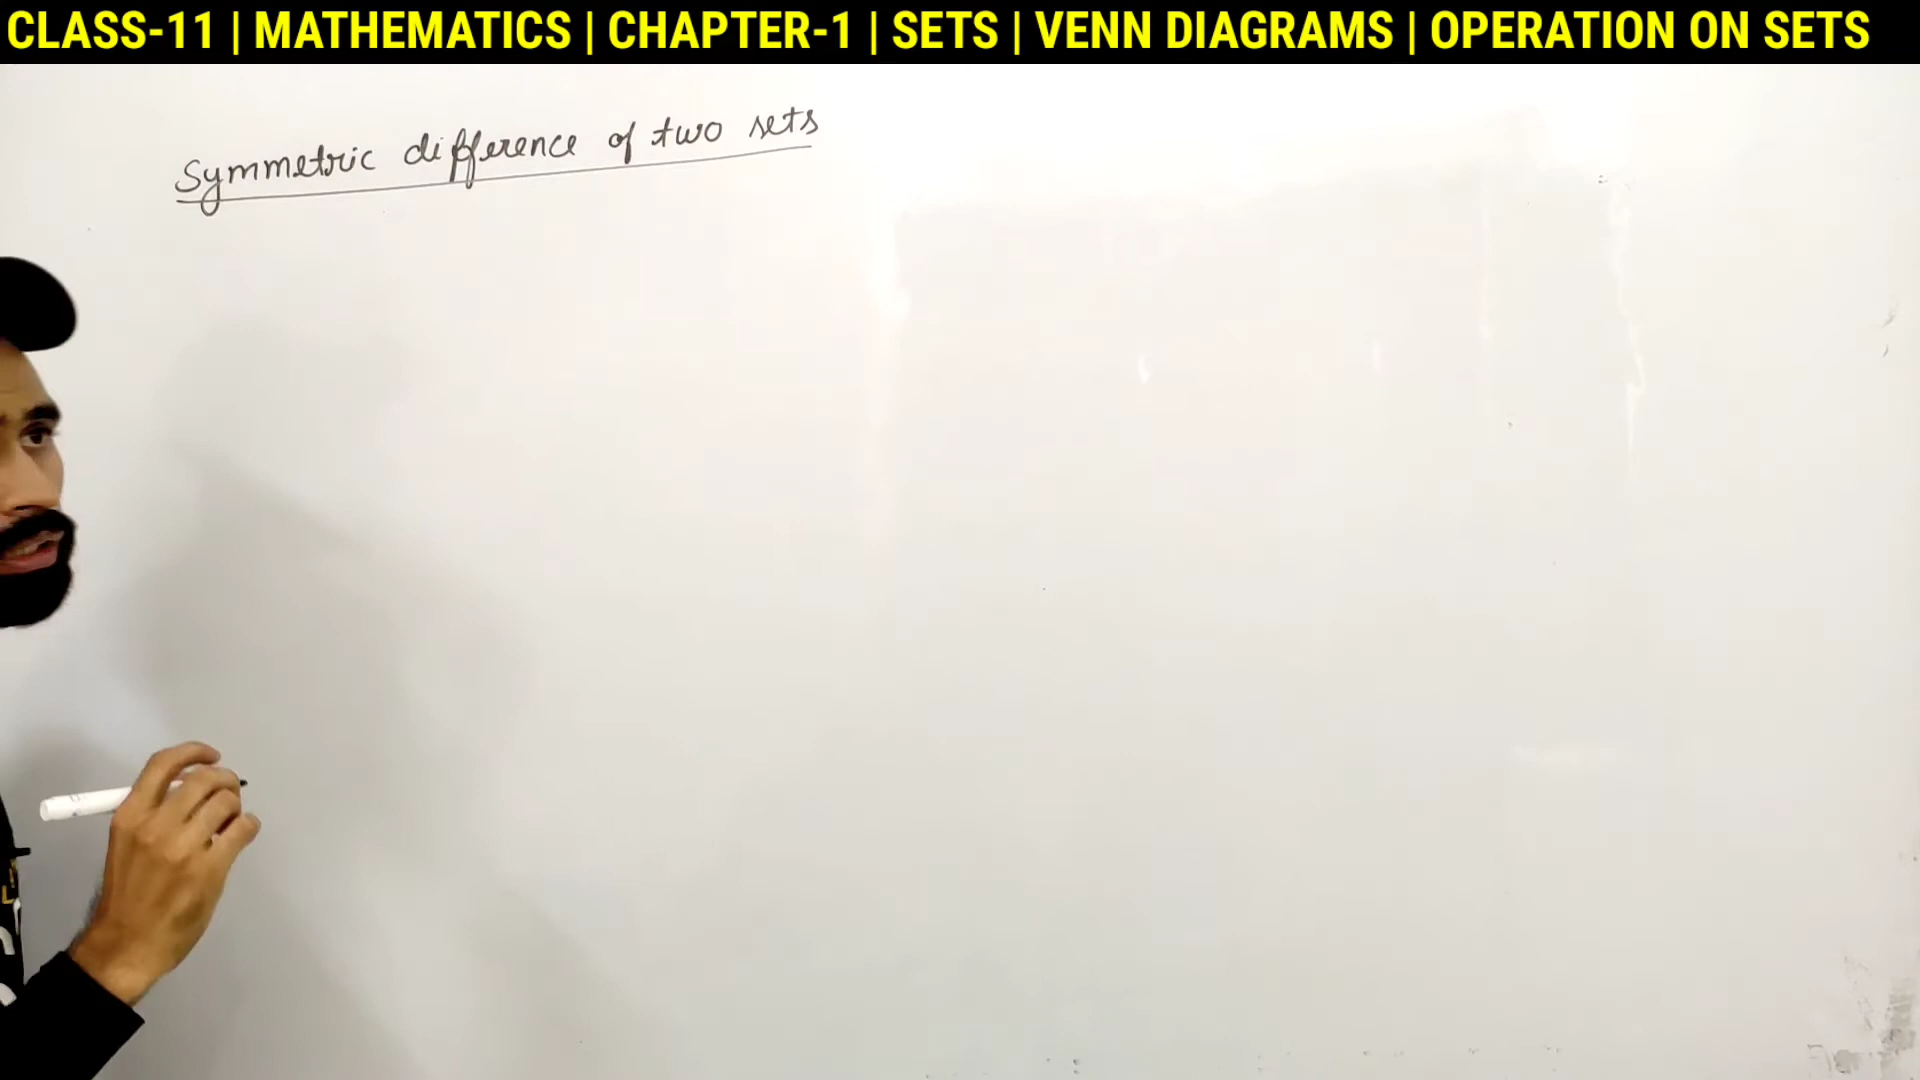 CLASS-11 | MATHEMATICS | CHAPTER-1 | SETS | VENN DIAGRAMS | OPERATION ON SETS
Symmetric difference of two sets